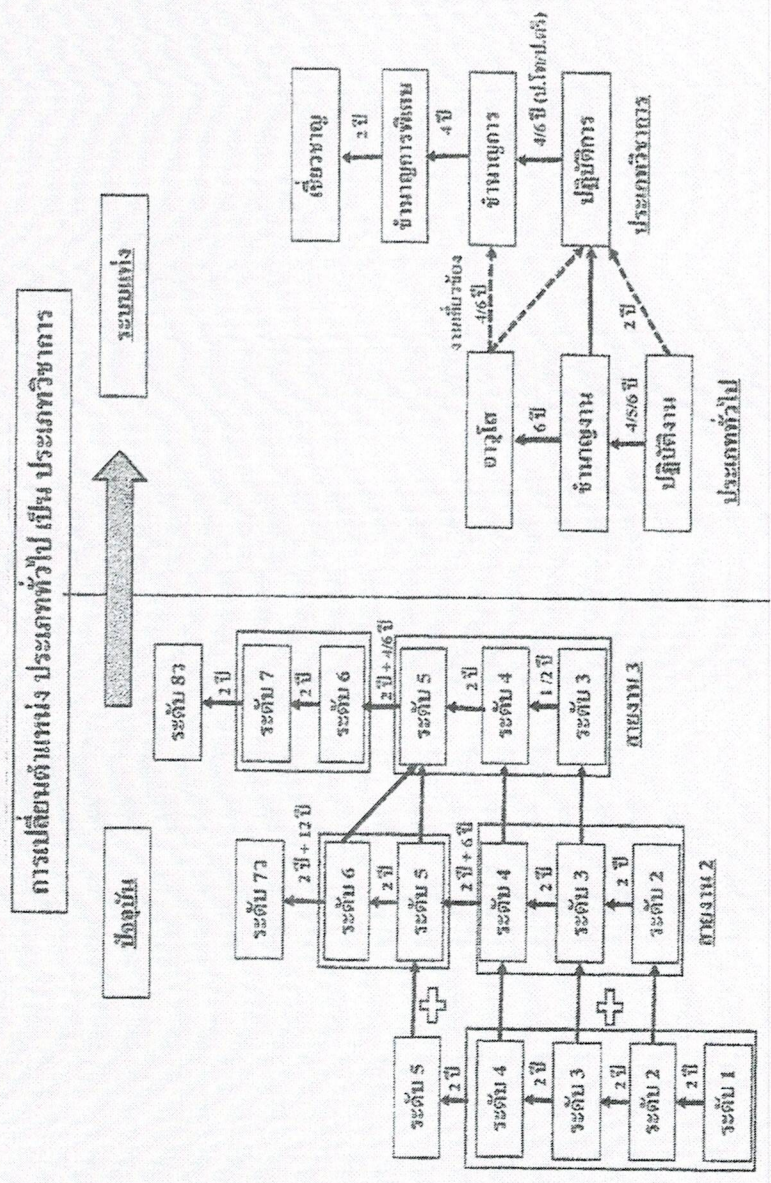 การเปลี่ยนตำแหน่ง ประเภททั่วไป เป็น ประเภทวิชาการ
ปัจจุบัน
ระบบแท่ง
ระดับ 5
2 ปี
ระดับ 4
2 ปี
ระดับ 3
2 ปี
ระดับ 2
2 ปี
ระดับ 1
ระดับ 7ว
2 ปี + 12 ปี
ระดับ 6
2 ปี
ระดับ 5
2 ปี + 6 ปี
ระดับ 4
2 ปี
ระดับ 3
2 ปี
ระดับ 2
สายงาน 2
ระดับ 8ว
2 ปี
ระดับ 7
2 ปี
ระดับ 6
2 ปี + 4/6 ปี
ระดับ 5
2 ปี
ระดับ 4
1/2 ปี
ระดับ 3
สายงาน 3
อาวุโส
6 ปี
ชำนาญงาน
4/5/6 ปี
ปฏิบัติงาน
ประเภททั่วไป
งานเกี่ยวข้อง
4/6 ปี
2 ปี
เชี่ยวชาญ
2 ปี
ชำนาญการพิเศษ
4 ปี
ชำนาญการ
4/6 ปี (ป.โท/ป.ตรี)
ปฏิบัติการ
ประเภทวิชาการ